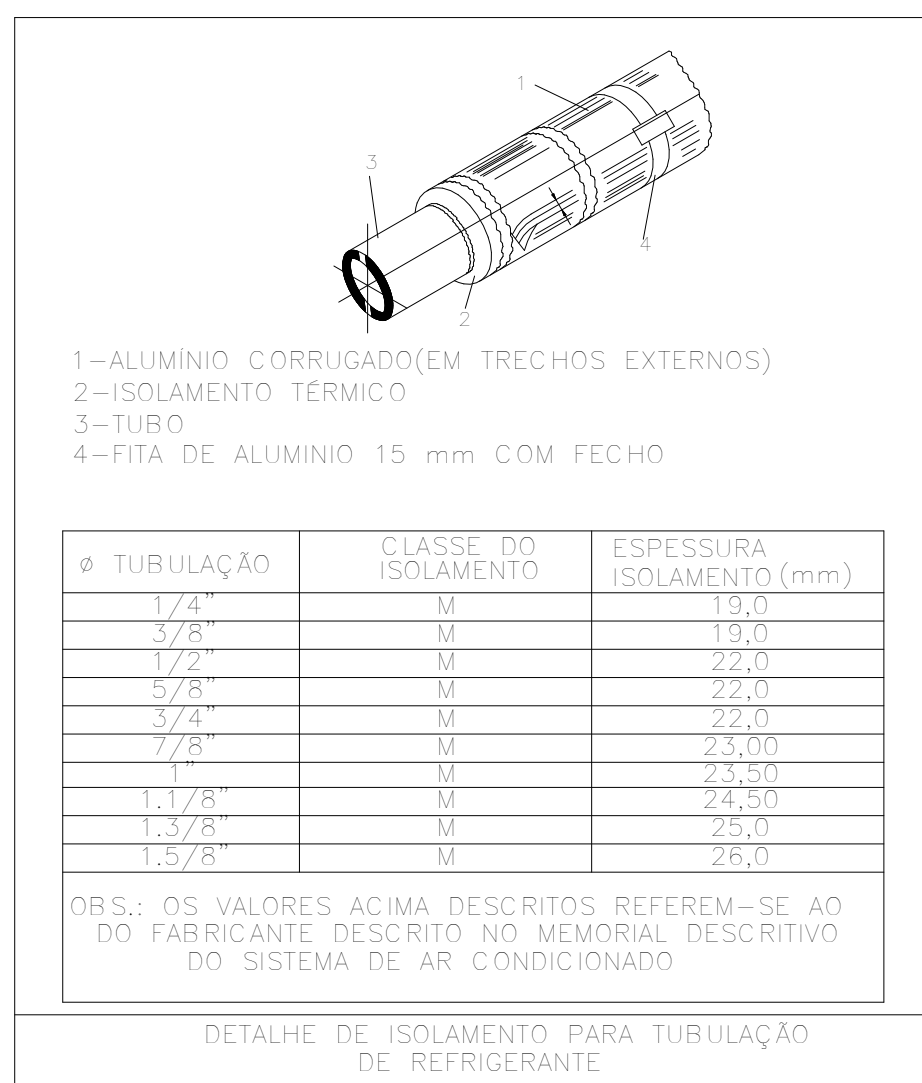 1
3
4
2
1-ALUMÍNIO CORRUGADO(EM TRECHOS EXTERNOS)
2-ISOLAMENTO TÉRMICO
3-TUBO
4-FITA DE ALUMINIO 15 mm COM FECHO
ø TUBULAÇÃO CLASSE DO ISOLAMENTO ESPESSURA ISOLAMENTO (mm)
1/4" M 19,0
3/8" M 19,0
1/2" M 22,0
5/8" M 22,0
3/4" M 22,0
7/8" M 23,00
1" M 23,50
1.1/8" M 24,50
1.3/8" M 25,0
1.5/8" M 26,0
OBS.: OS VALORES ACIMA DESCRITOS REFEREM-SE AO
DO FABRICANTE DESCRITO NO MEMORIAL DESCRITIVO
DO SISTEMA DE AR CONDICIONADO
DETALHE DE ISOLAMENTO PARA TUBULAÇÃO
DE REFRIGERANTE